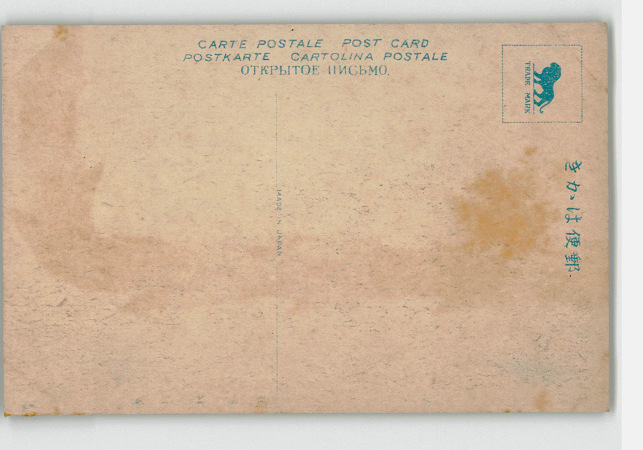 CARTE POSTALE POST CARD
POSTKARTE CARTOLINA POSTALE
ОТКРЫТОЕ ПИСЬМО.
TRADE MARK
きかは便郵
MADE IN JAPAN